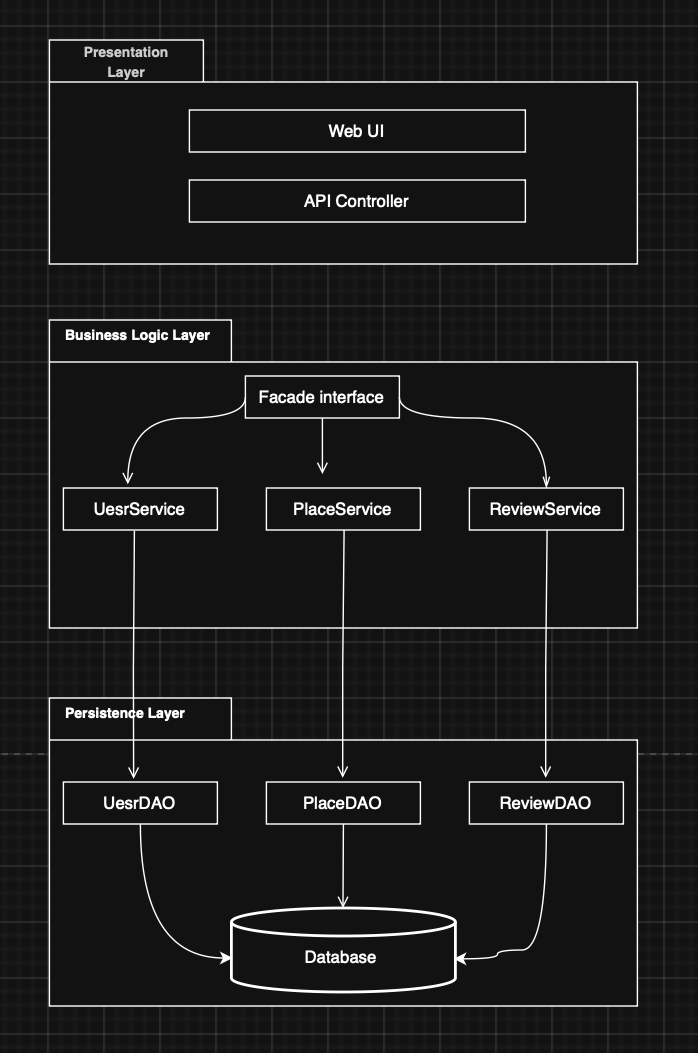 Presentation
Layer
Web UI
API Controller
Business Logic Layer
Facade interface
UesrService
PlaceService
ReviewService
Persistence Layer
UesrDAO
PlaceDAO
ReviewDAO
Database